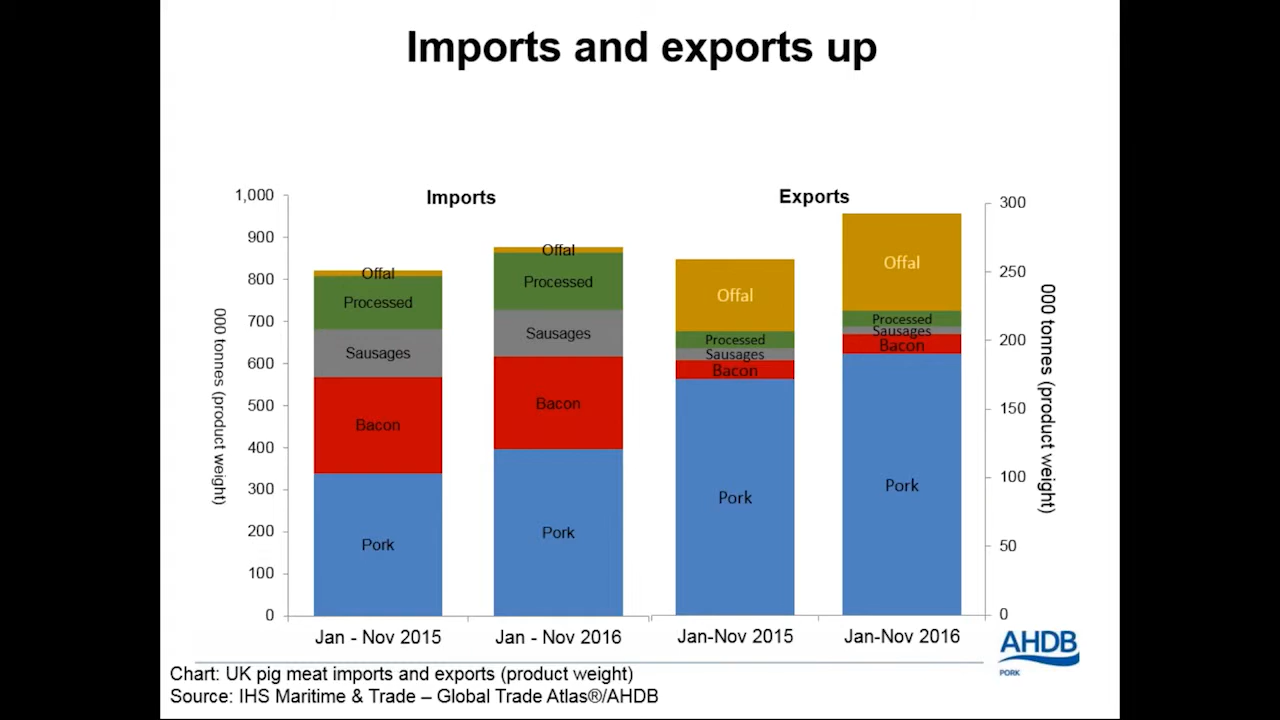 Imports and exports up
Imports
Exports
1,000
900
800
700
600
500
400
300
200
100
0
000 tonnes (product weight)
Offal
Processed
Sausages
Bacon
Pork
Offal
Processed
Sausages
Bacon
Pork
Offal
Processed
Sausages
Bacon
Pork
Offal
Processed
Sausages
Bacon
Pork
300
250
200
150
100
50
0
000 tonnes (product weight)
Jan - Nov 2015
Jan - Nov 2016
Jan-Nov 2015
Jan-Nov 2016
AHDB
PORK
Chart: UK pig meat imports and exports (product weight)
Source: IHS Maritime & Trade – Global Trade Atlas®/AHDB